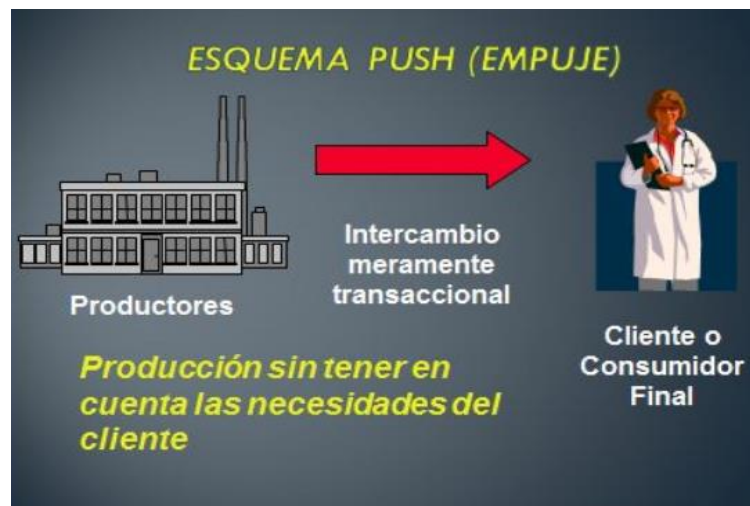 ESQUEMA PUSH (EMPUJE)
Intercambio
meramente
transaccional
Productores
Cliente o
Consumidor
Final
Producción sin tener en
cuenta las necesidades del
cliente